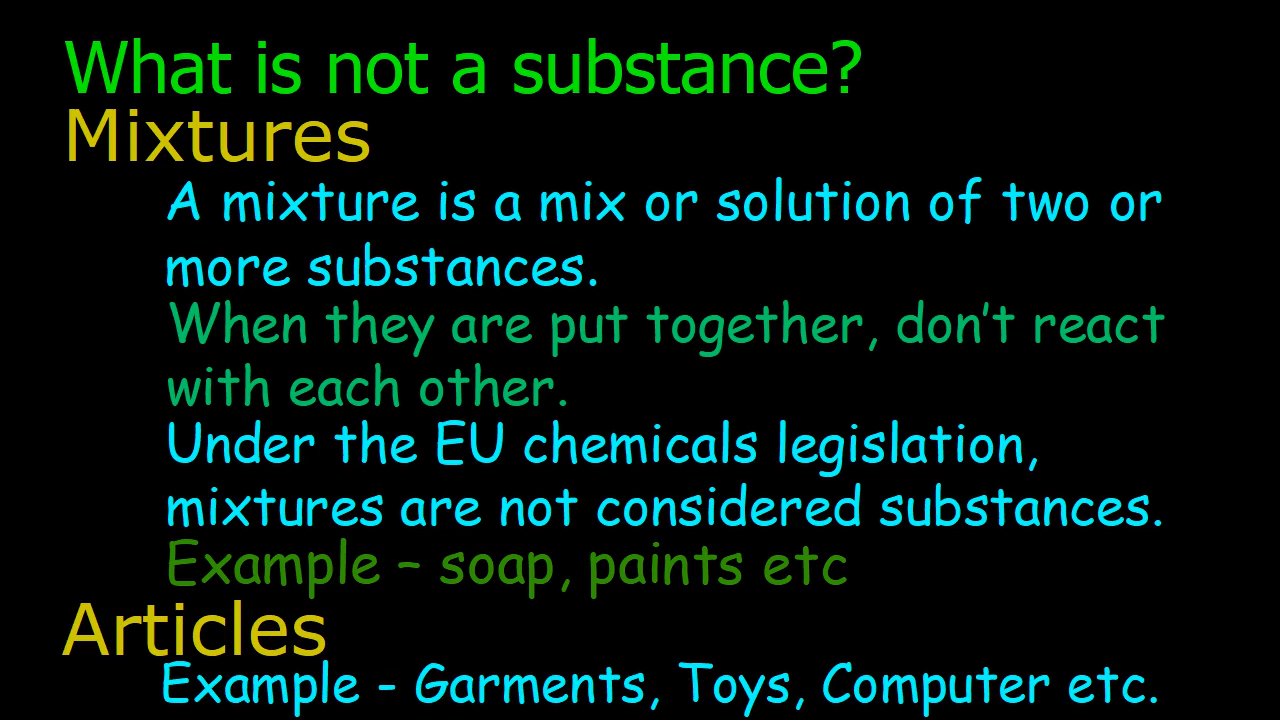 What is not a substance?
Mixtures
A mixture is a mix or solution of two or
more substances.
When they are put together, don't react
with each other.
Under the EU chemicals legislation,
mixtures are not considered substances.
Example – soap, paints etc
Articles
Example - Garments, Toys, Computer etc.